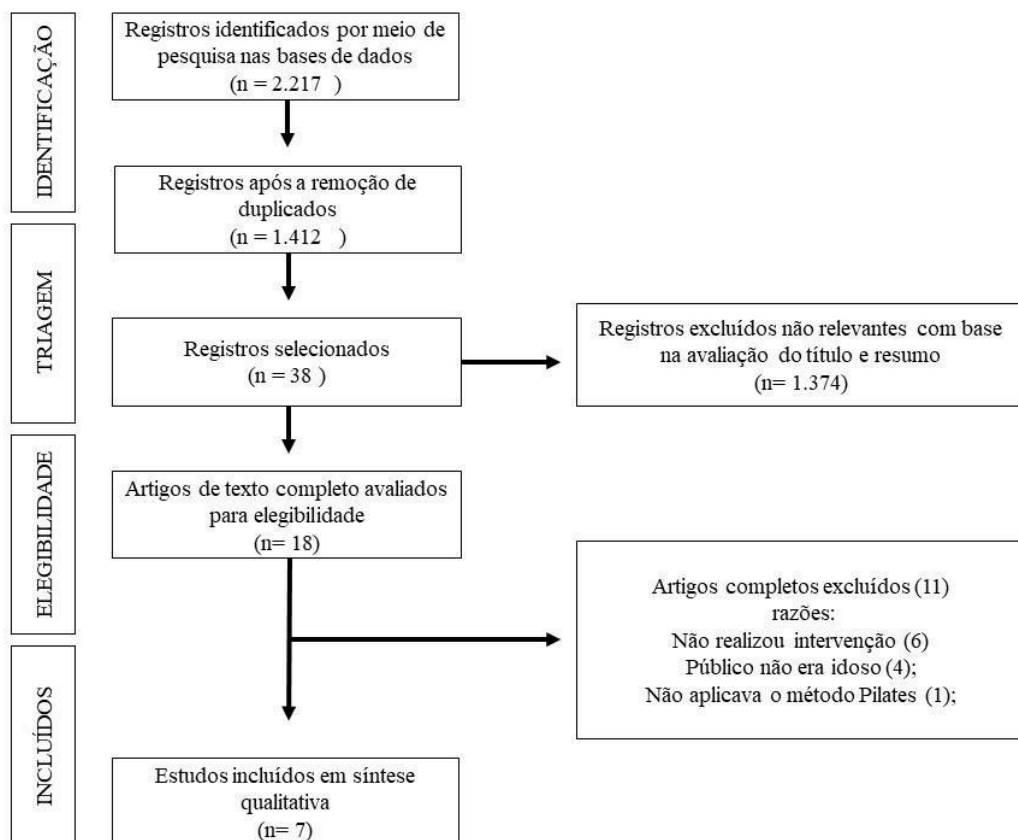 IDENTIFICAÇÃO
Registros identificados por meio de
pesquisa nas bases de dados
(n = 2.217 )
Registros após a remoção de
duplicados
(n = 1.412 )
TRIAGEM
Registros selecionados
(n = 38 )
Registros excluídos não relevantes com base
na avaliação do título e resumo
(n= 1.374)
ELEGIBILIDADE
Artigos de texto completo avaliados
para elegibilidade
(n= 18)
Artigos completos excluídos (11)
razões:
Não realizou intervenção (6)
Público não era idoso (4);
Não aplicava o método Pilates (1);
INCLUÍDOS
Estudos incluídos em síntese
qualitativa
(n= 7)